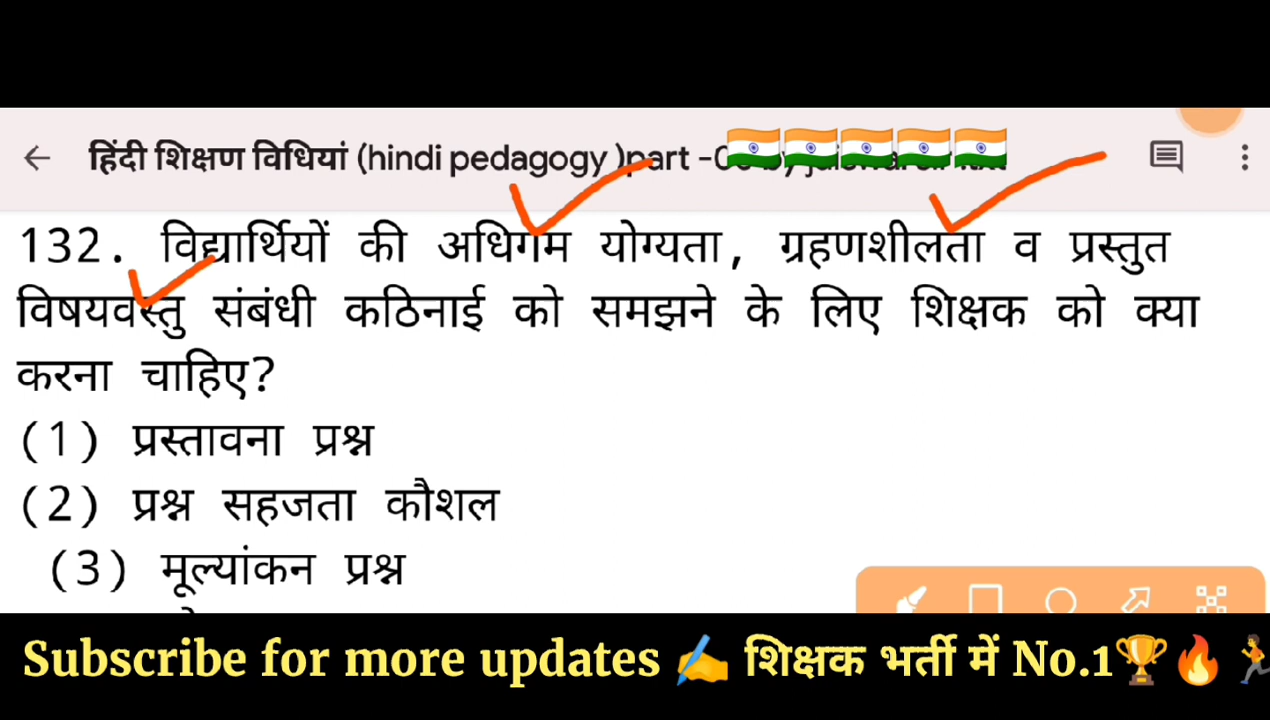 हिंदी शिक्षण विधियां (hindi pedagogy )part -0
132. विद्यार्थियों की अधिगम योग्यता, ग्रहणशीलता व प्रस्तुत
विषयवस्तु संबंधी कठिनाई को समझने के लिए शिक्षक को क्या
करना चाहिए?
(1) प्रस्तावना प्रश्न
(2) प्रश्न सहजता कौशल
(3) मूल्यांकन प्रश्न
Subscribe for more updates ✍️ शिक्षक भर्ती में No.1🏆🔥🏃